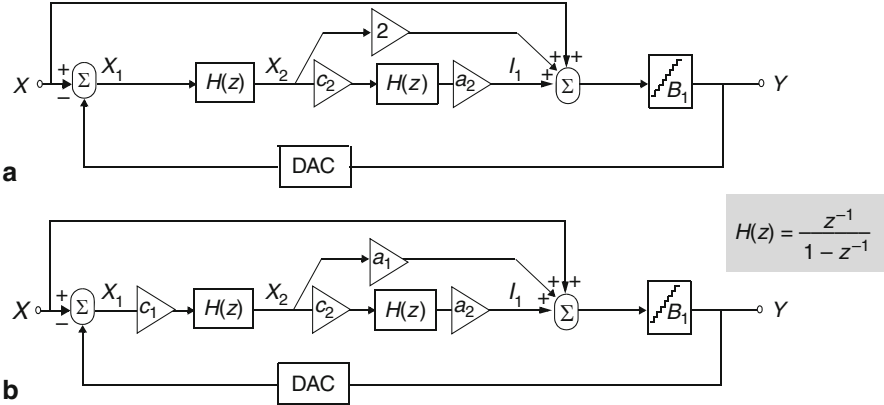 2
X + Σ X₁ H(z) X₂ c₂ H(z) a₂ I₁ + + + + Σ B₁ Y
−
DAC
a
H(z) = z⁻¹ / 1 − z⁻¹
a₁
X + Σ X₁ c₁ H(z) X₂ c₂ H(z) a₂ I₁ + + + + Σ B₁ Y
−
DAC
b